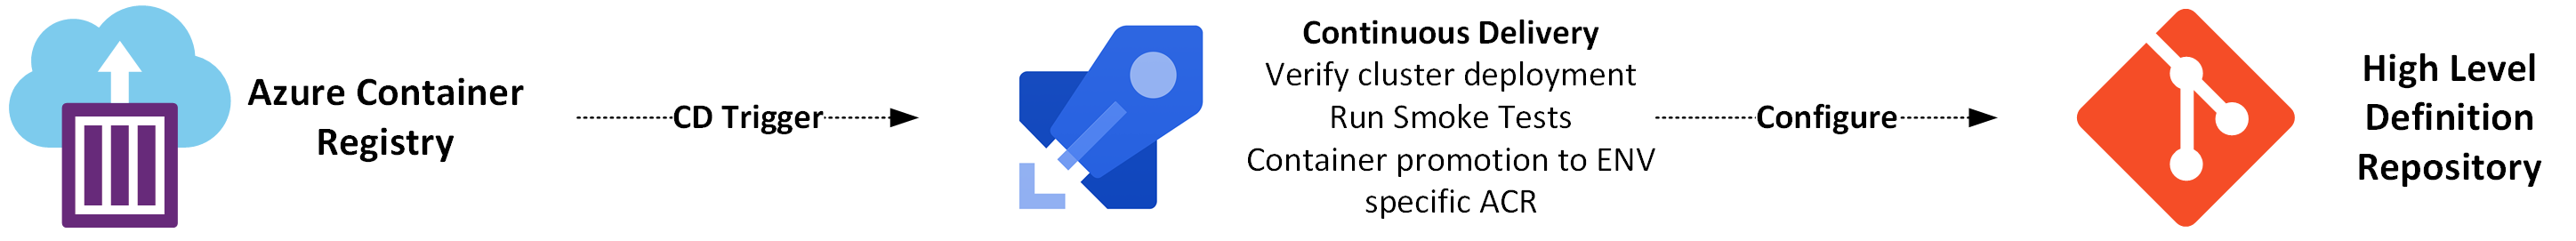 Azure Container
Registry
CD Trigger
Continuous Delivery
Verify cluster deployment
Run Smoke Tests
Container promotion to ENV
specific ACR
Configure
High Level
Definition
Repository